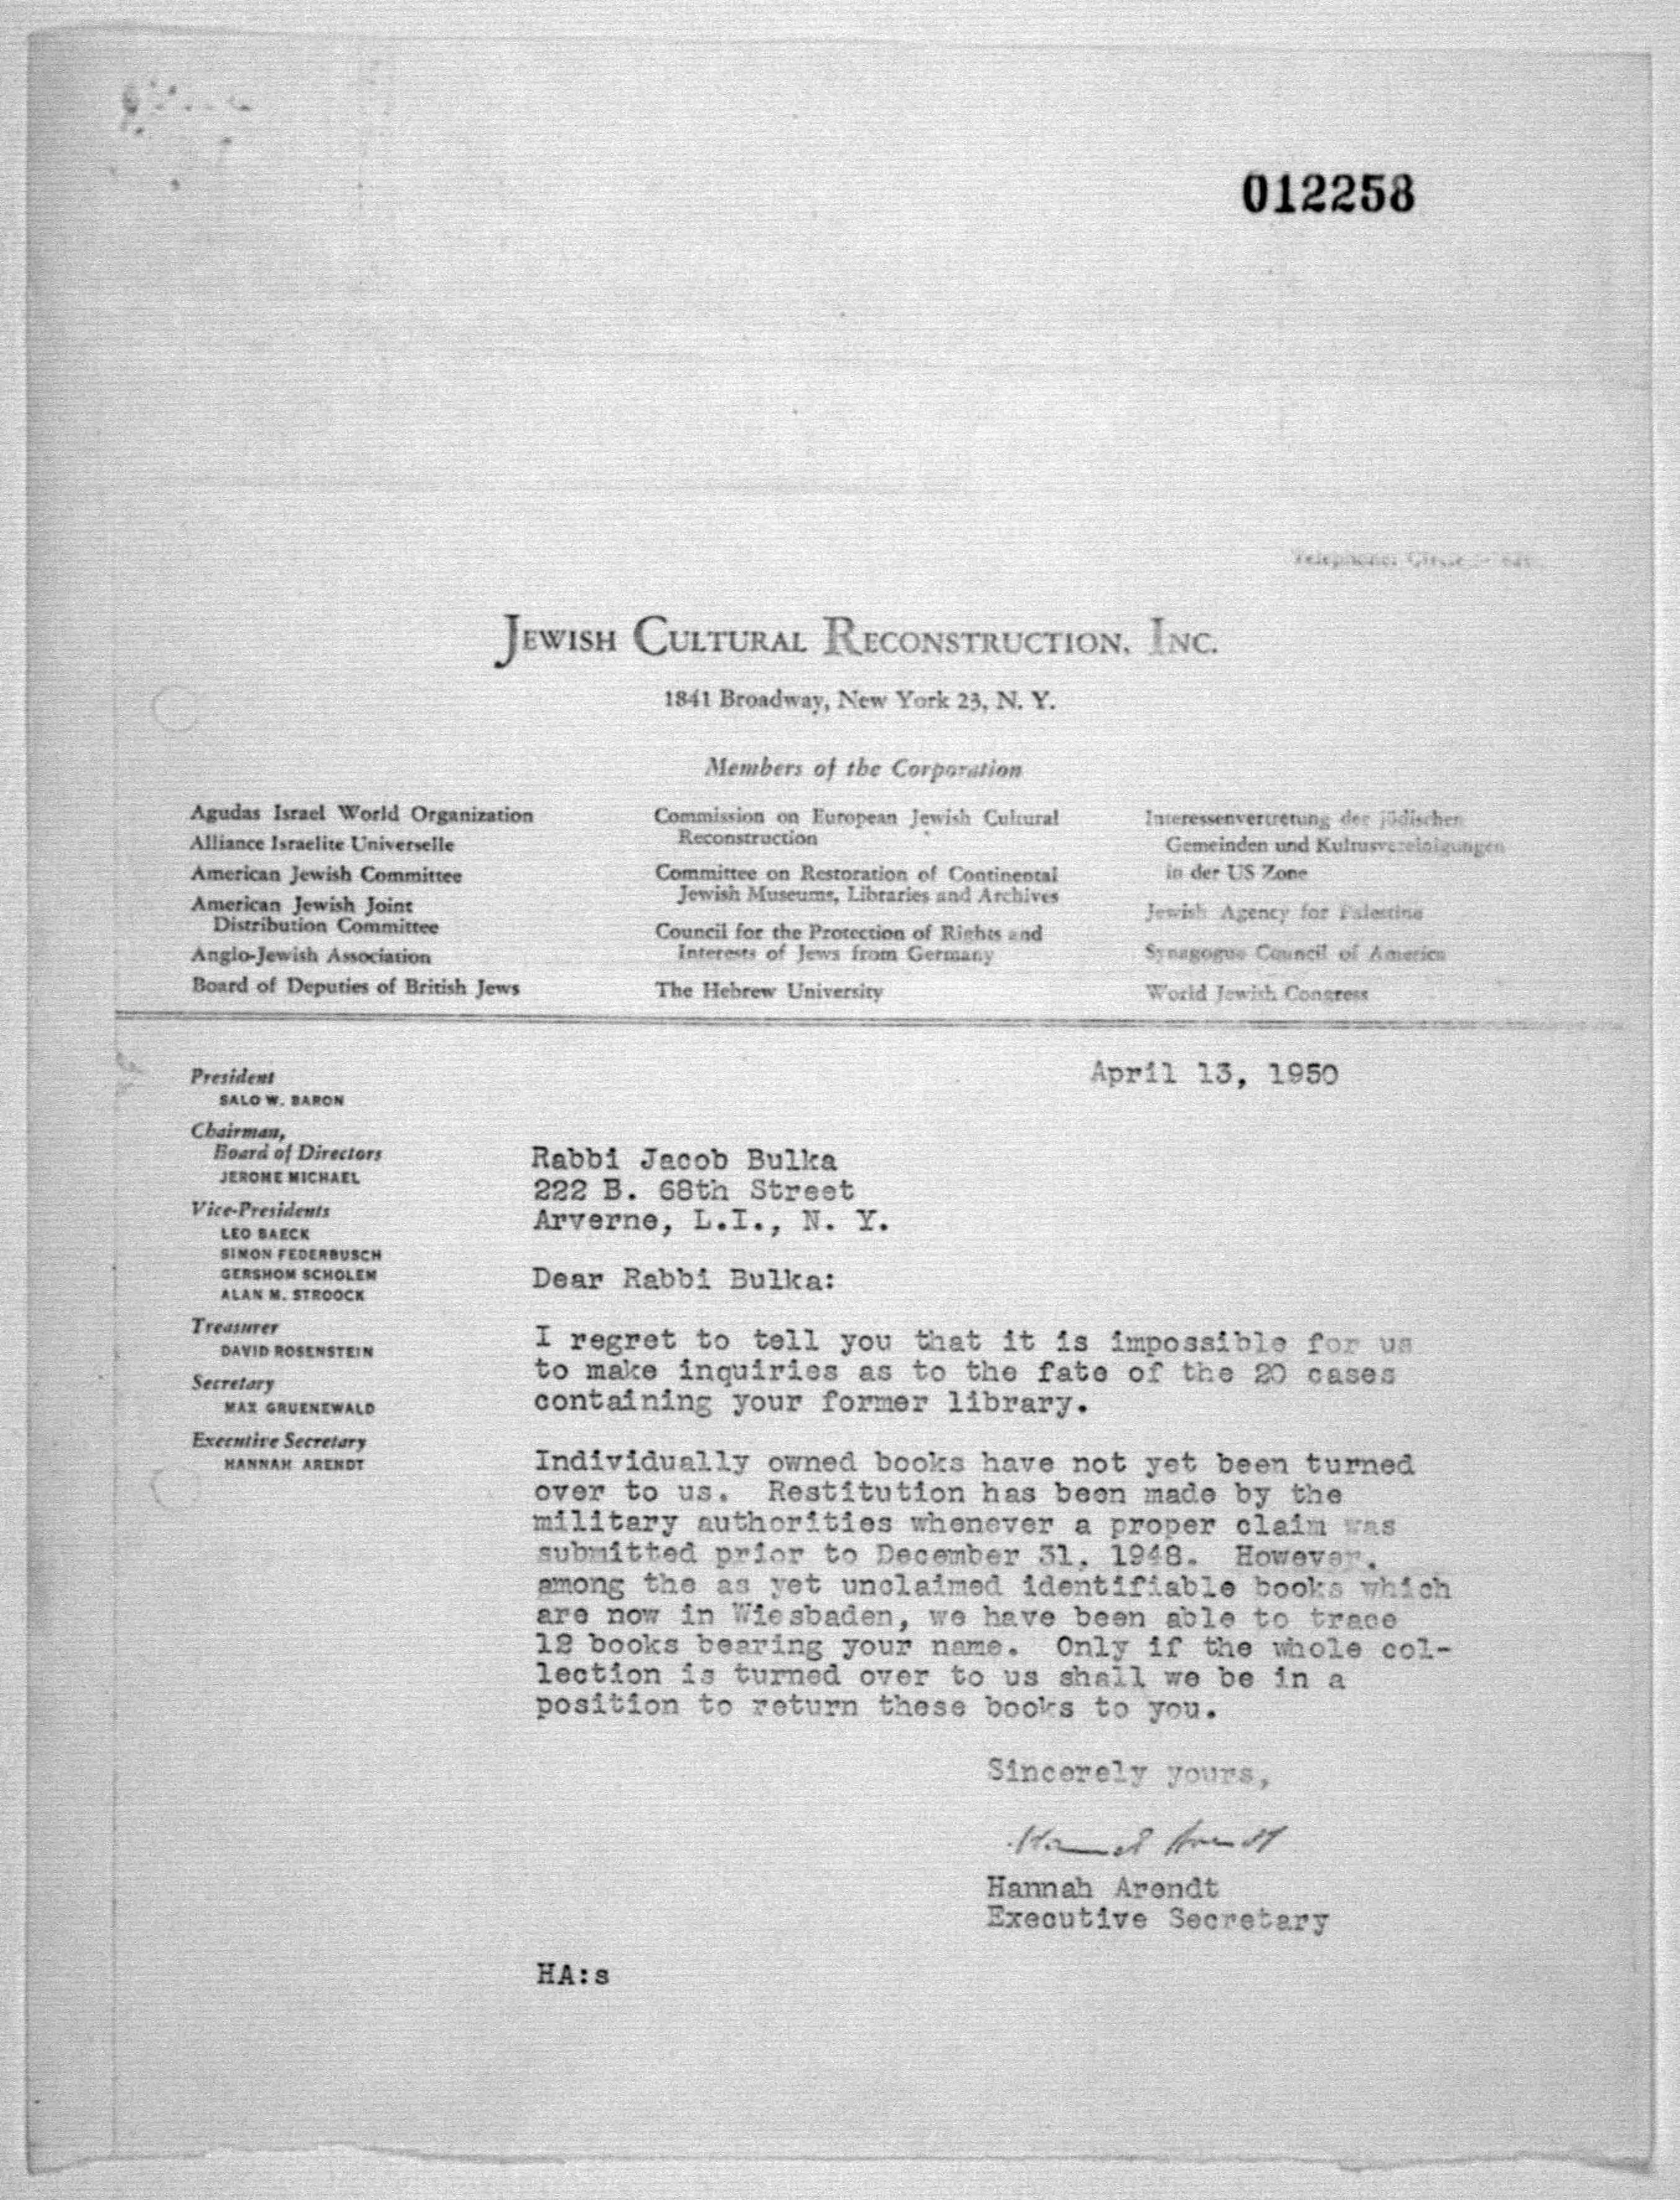 012258
Telephone:
JEWISH CULTURAL RECONSTRUCTION, INC.
1841 Broadway, New York 23, N. Y.
Members of the Corporation
Agudas Israel World Organization
Alliance Israelite Universelle
American Jewish Committee
American Jewish Joint
Distribution Committee
Anglo-Jewish Association
Board of Deputies of British Jews
Commission on European Jewish Cultural
Reconstruction
Committee on Restoration of Continental
Jewish Museums, Libraries and Archives
Council for the Protection of Rights and
Interests of Jews from Germany
The Hebrew University
Interessenvertretung der jüdischen
Gemeinden und Kultusvereinigungen
in der US Zone
Jewish Agency for Palestine
Synagogue Council of America
World Jewish Congress
President
SALO W. BARON
Chairman,
Board of Directors
JEROME MICHAEL
Vice-Presidents
LEO BAECK
SIMON FEDERBUSCH
GERSHOM SCHOLEM
ALAN M. STROOCK
Treasurer
DAVID ROSENSTEIN
Secretary
MAX GRUENEWALD
Executive Secretary
HANNAH ARENDT
April 13, 1950
Rabbi Jacob Bulka
222 B. 68th Street
Arverne, L.I., N. Y.
Dear Rabbi Bulka:
I regret to tell you that it is impossible for us
to make inquiries as to the fate of the 20 cases
containing your former library.
Individually owned books have not yet been turned
over to us. Restitution has been made by the
military authorities whenever a proper claim was
submitted prior to December 31, 1948. However,
among the as yet unclaimed identifiable books which
are now in Wiesbaden, we have been able to trace
12 books bearing your name. Only if the whole col-
lection is turned over to us shall we be in a
position to return these books to you.
Sincerely yours,
Hannah Arendt
Hannah Arendt
Executive Secretary
HA:s